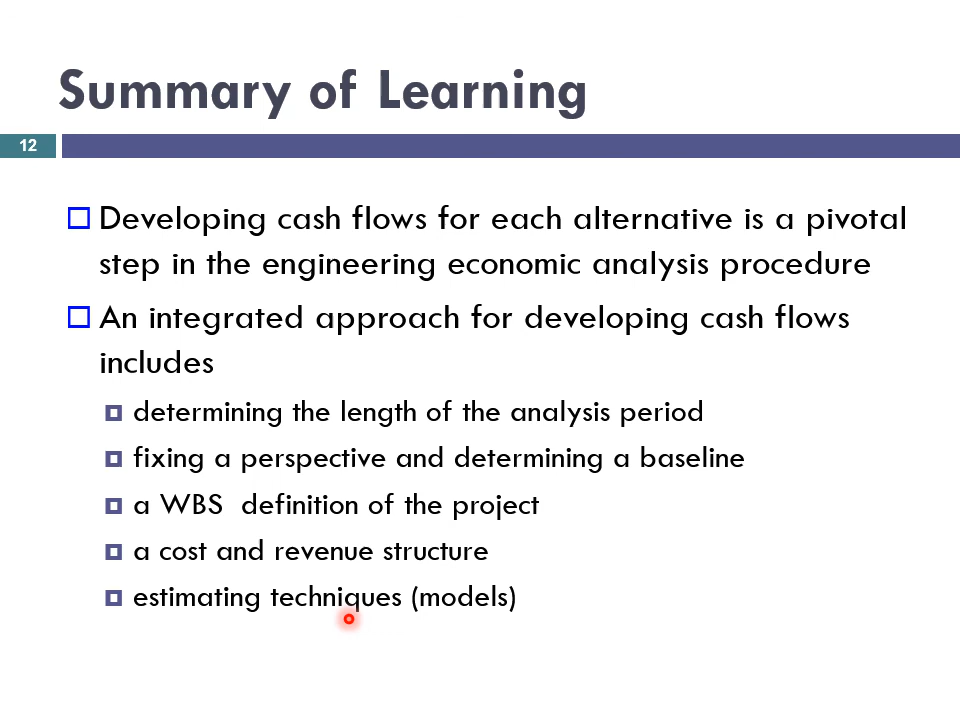 Summary of Learning
12
Developing cash flows for each alternative is a pivotal
step in the engineering economic analysis procedure
An integrated approach for developing cash flows
includes
determining the length of the analysis period
fixing a perspective and determining a baseline
a WBS  definition of the project
a cost and revenue structure
estimating techniques (models)